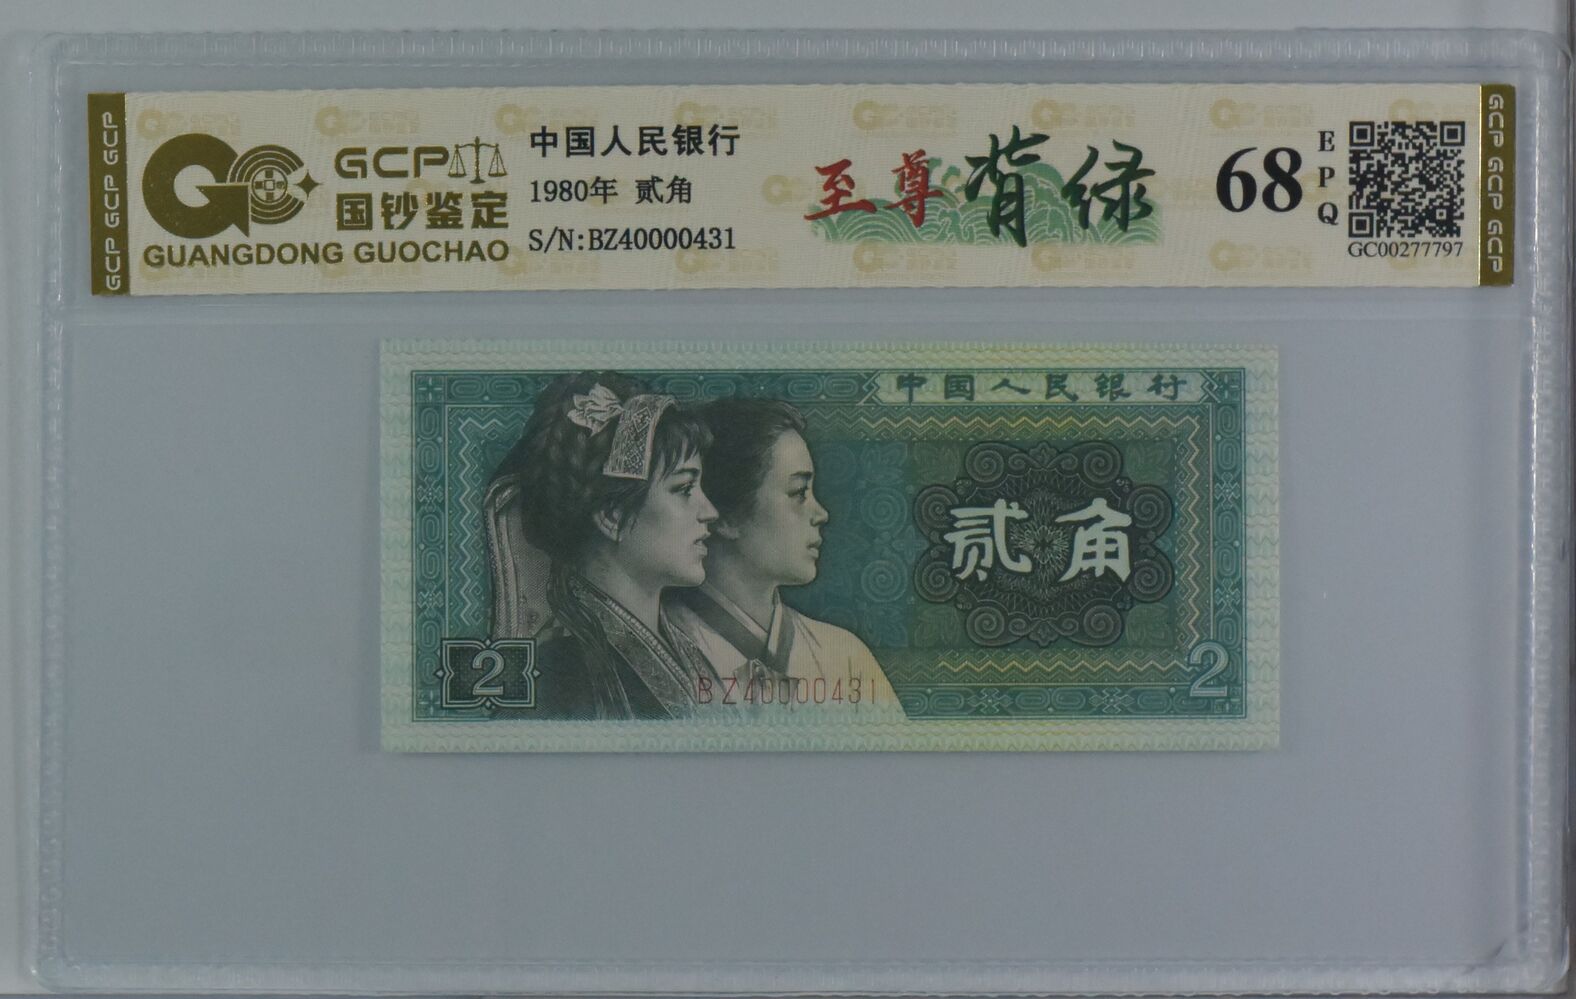 GCP
国钞鉴定
GUANGDONG GUOCHAO
中国人民银行
1980年 贰角
S/N:BZ40000431
至尊背绿
68
EPQ
GC00277797
GCP GCP GCP
GCP GCP GCP
中国人民银行
贰角
2
2
BZ40000431